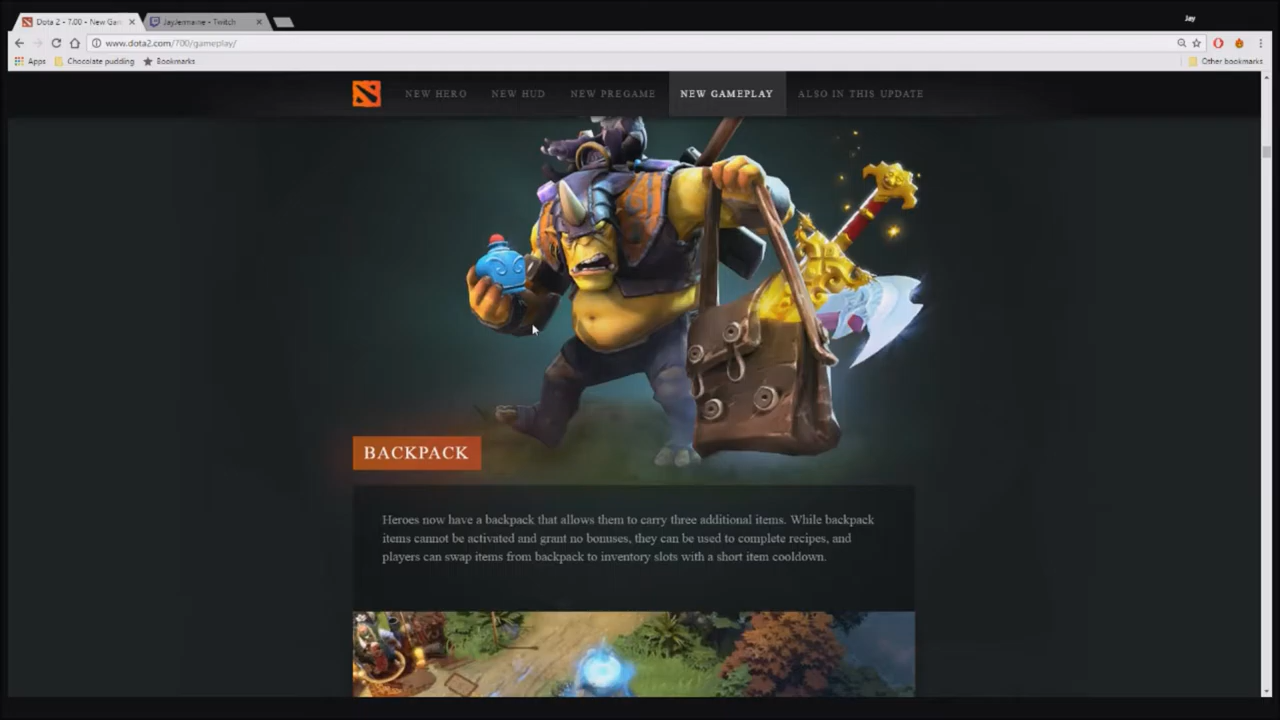 Jay
Dota 2 - 7.00 - New Gam
JayJermaine - Twitch
www.dota2.com/700/gameplay/
Apps
Chocolate pudding
Bookmarks
Other bookmarks
NEW HERO
NEW HUD
NEW PREGAME
NEW GAMEPLAY
ALSO IN THIS UPDATE
BACKPACK
Heroes now have a backpack that allows them to carry three additional items. While backpack
items cannot be activated and grant no bonuses, they can be used to complete recipes, and
players can swap items from backpack to inventory slots with a short item cooldown.